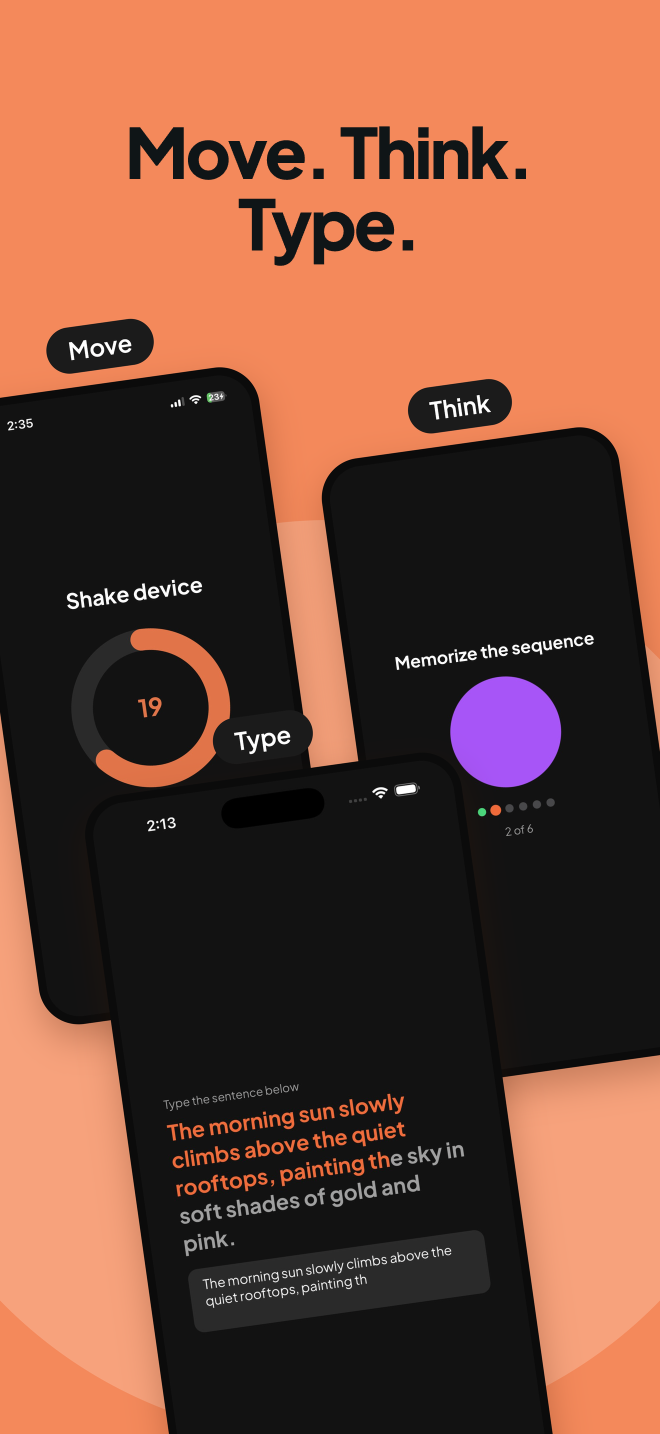 Move. Think.
Type.
Move
2:35
23
Shake device
19
Think
Memorize the sequence
2 of 6
Type
2:13
Type the sentence below
The morning sun slowly
climbs above the quiet
rooftops, painting the sky in
soft shades of gold and
pink.
The morning sun slowly climbs above the
quiet rooftops, painting th